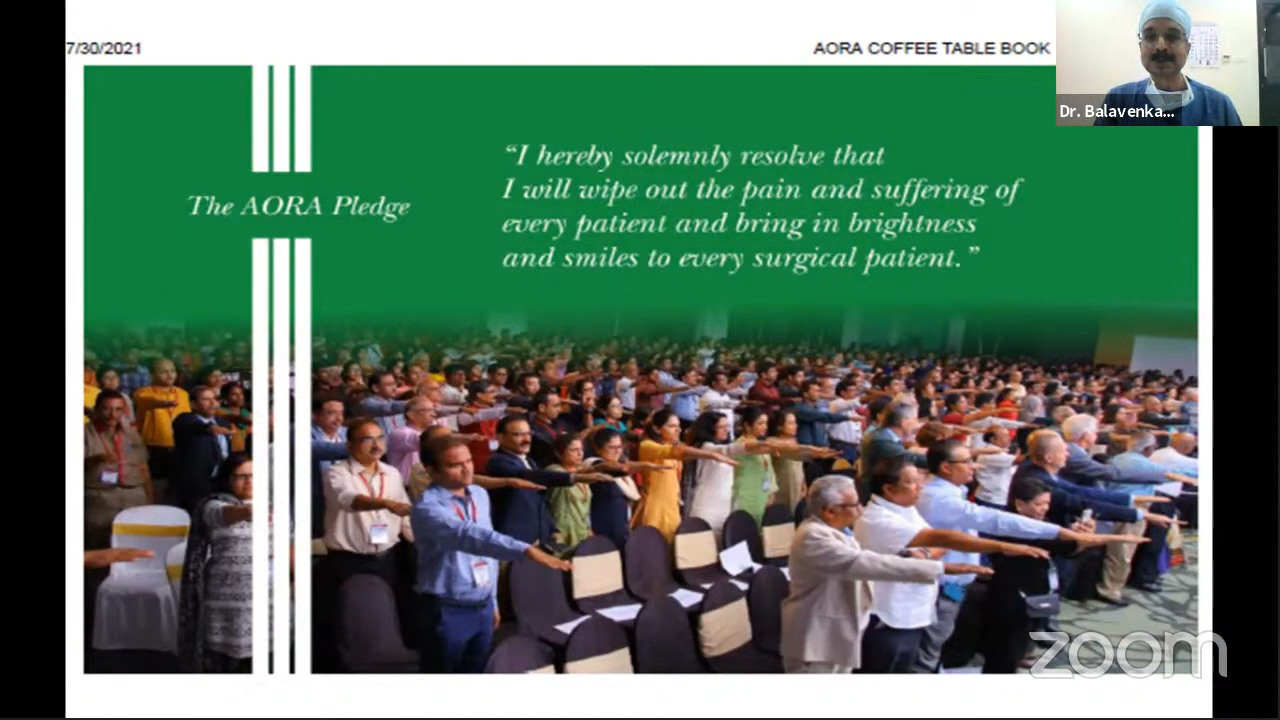 7/30/2021
AORA COFFEE TABLE BOOK
Dr. Balavenka...
The AORA Pledge
“I hereby solemnly resolve that
I will wipe out the pain and suffering of
every patient and bring in brightness
and smiles to every surgical patient.”
zoom